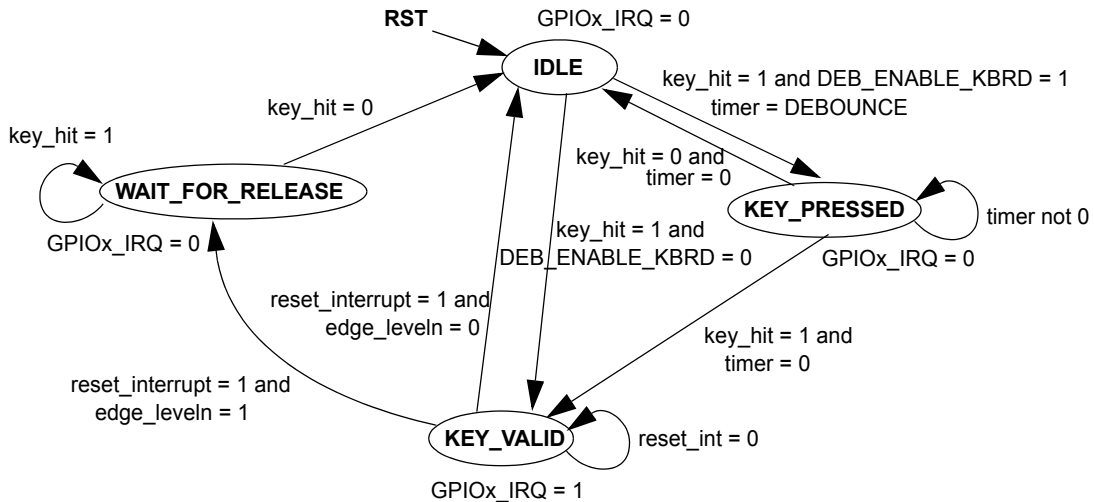 RST
GPIOx_IRQ = 0
IDLE
key_hit = 1 and DEB_ENABLE_KBRD = 1
timer = DEBOUNCE
key_hit = 0
key_hit = 1
key_hit = 0 and
timer = 0
WAIT_FOR_RELEASE
KEY_PRESSED
timer not 0
GPIOx_IRQ = 0
key_hit = 1 and
DEB_ENABLE_KBRD = 0
GPIOx_IRQ = 0
reset_interrupt = 1 and
edge_leveln = 0
key_hit = 1 and
timer = 0
reset_interrupt = 1 and
edge_leveln = 1
KEY_VALID
reset_int = 0
GPIOx_IRQ = 1